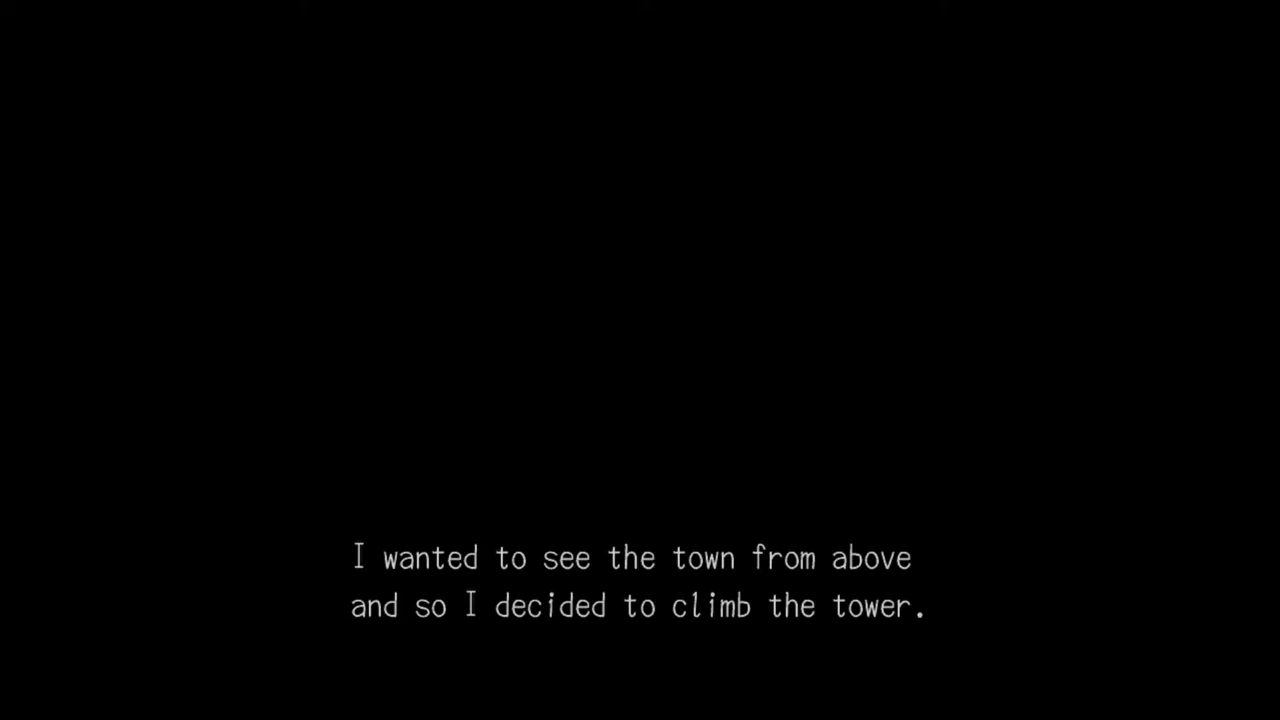 I wanted to see the town from above
and so I decided to climb the tower.